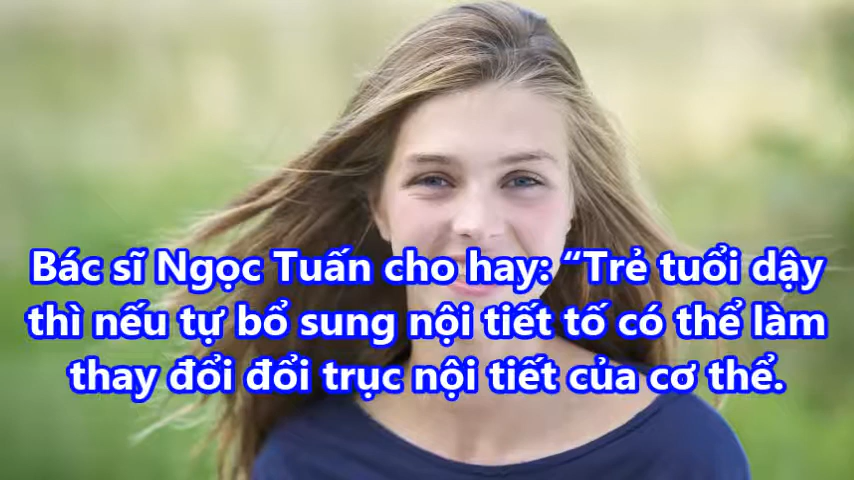 Bác sĩ Ngọc Tuấn cho hay: “Trẻ tuổi dậy
thì nếu tự bổ sung nội tiết tố có thể làm
thay đổi đổi trục nội tiết của cơ thể.